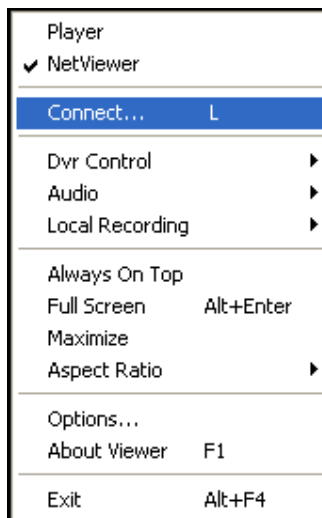 Player
NetViewer
Connect... L
Dvr Control
Audio
Local Recording
Always On Top
Full Screen Alt+Enter
Maximize
Aspect Ratio
Options...
About Viewer F1
Exit Alt+F4